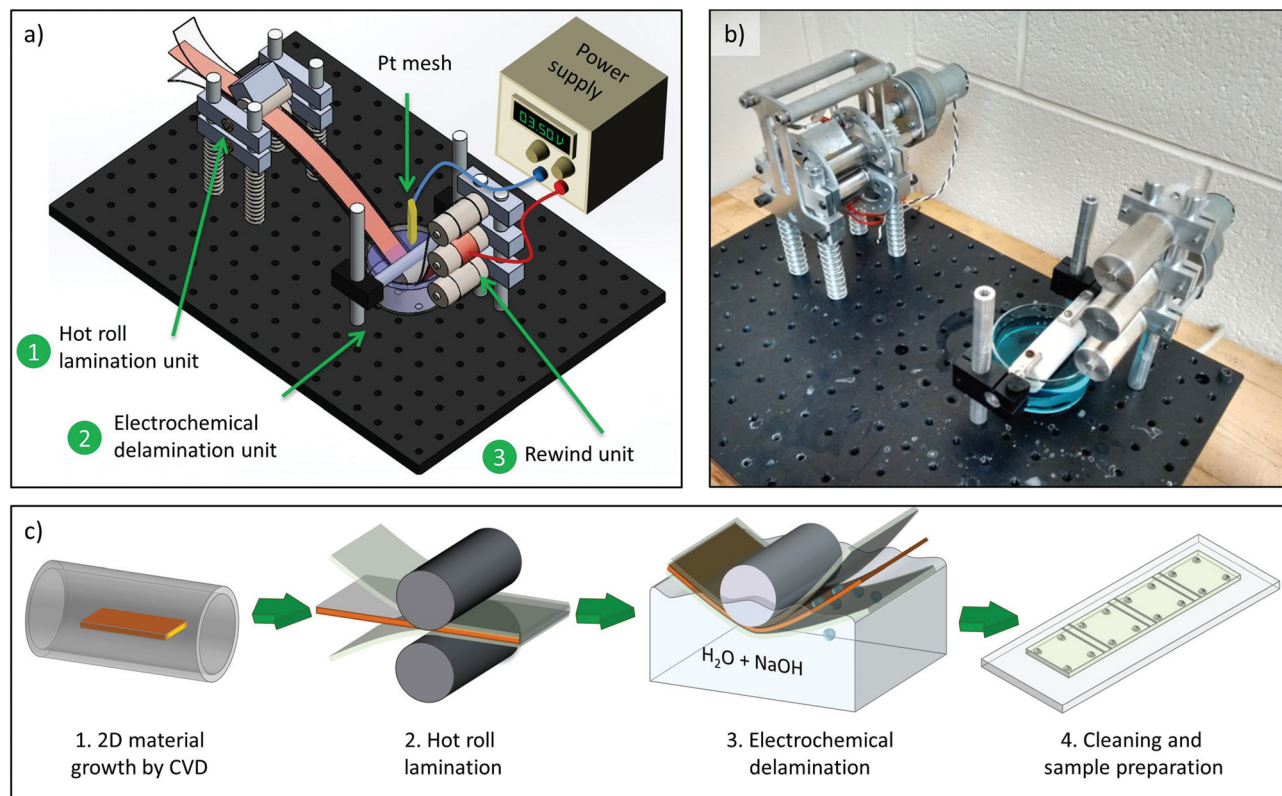 a)
Pt mesh
Power
supply
03.50V
1
Hot roll
lamination unit
2
Electrochemical
delamination unit
3
Rewind unit
b)
c)
H₂O + NaOH
1. 2D material
growth by CVD
2. Hot roll
lamination
3. Electrochemical
delamination
4. Cleaning and
sample preparation